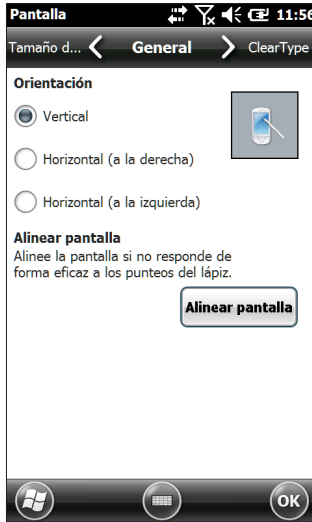 Pantalla 11:56
Tamaño d... General ClearType
Orientación
Vertical
Horizontal (a la derecha)
Horizontal (a la izquierda)
Alinear pantalla
Alinee la pantalla si no responde de
forma eficaz a los punteos del lápiz.
Alinear pantalla
OK